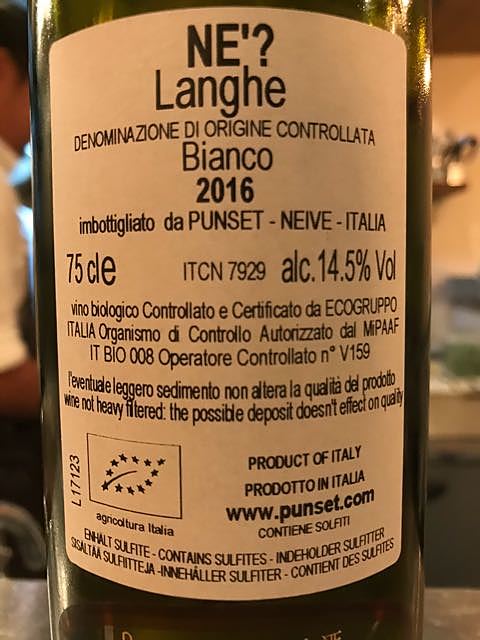 NE'?
Langhe
DENOMINAZIONE DI ORIGINE CONTROLLATA
Bianco
2016
imbottigliato da PUNSET - NEIVE - ITALIA
75 cl e ITCN 7929 alc.14.5% Vol
vino biologico Controllato e Certificato da ECOGRUPPO
ITALIA Organismo di Controllo Autorizzato dal MiPAAF
IT BIO 008 Operatore Controllato n° V159
l'eventuale leggero sedimento non altera la qualità del prodotto
wine not heavy filtered: the possible deposit doesn't effect on quality
L17123
agricoltura Italia
PRODUCT OF ITALY
PRODOTTO IN ITALIA
www.punset.com
CONTIENE SOLFITI
ENHÄLT SULFITE - CONTAINS SULFITES - INDEHOLDER SULFITTER
SISÄLTÄÄ SULFIITTEJA -INNEHÅLLER SULFITER - CONTIENT DES SULFITES